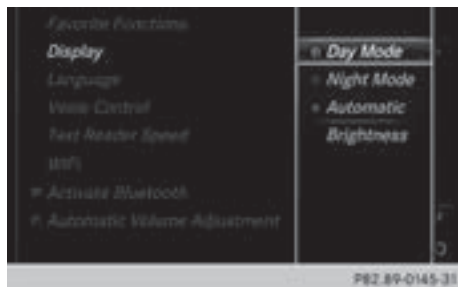 Favorite Functions
Display
Language
Voice Control
Text Reader Speed
WiFi
Activate Bluetooth
Automatic Volume Adjustment
Day Mode
Night Mode
Automatic
Brightness
P82.89-0145-31